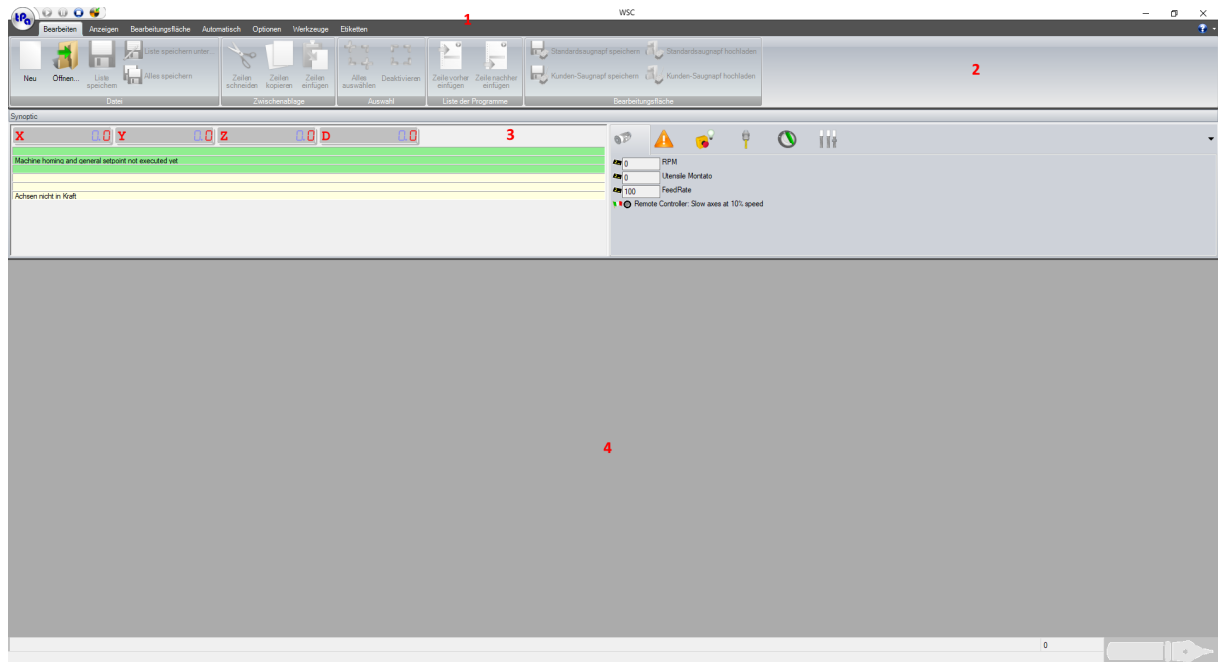 tPa
WSC
1
Bearbeiten Anzeigen Bearbeitungsfläche Automatisch Optionen Werkzeuge Etiketten
Neu
Öffnen...
Liste speichern
Liste speichern unter...
Alles speichern
Datei
Zeilen schneiden
Zeilen kopieren
Zeilen einfügen
Zwischenablage
Alles auswählen
Deaktivieren
Auswahl
Zeile vorher einfügen
Zeile nachher einfügen
Liste der Programme
Standardsaugnapf speichern
Standardsaugnapf hochladen
Kunden-Saugnapf speichern
Kunden-Saugnapf hochladen
Bearbeitungsfläche
2
Synoptic
X 0.0 Y 0.0 Z 0.0 D 0.0
3
Machine homing and general setpoint not executed yet
Achsen nicht in Kraft
0 RPM
0 Utensile Montato
100 FeedRate
Remote Controller: Slow axes at 10% speed
4
0